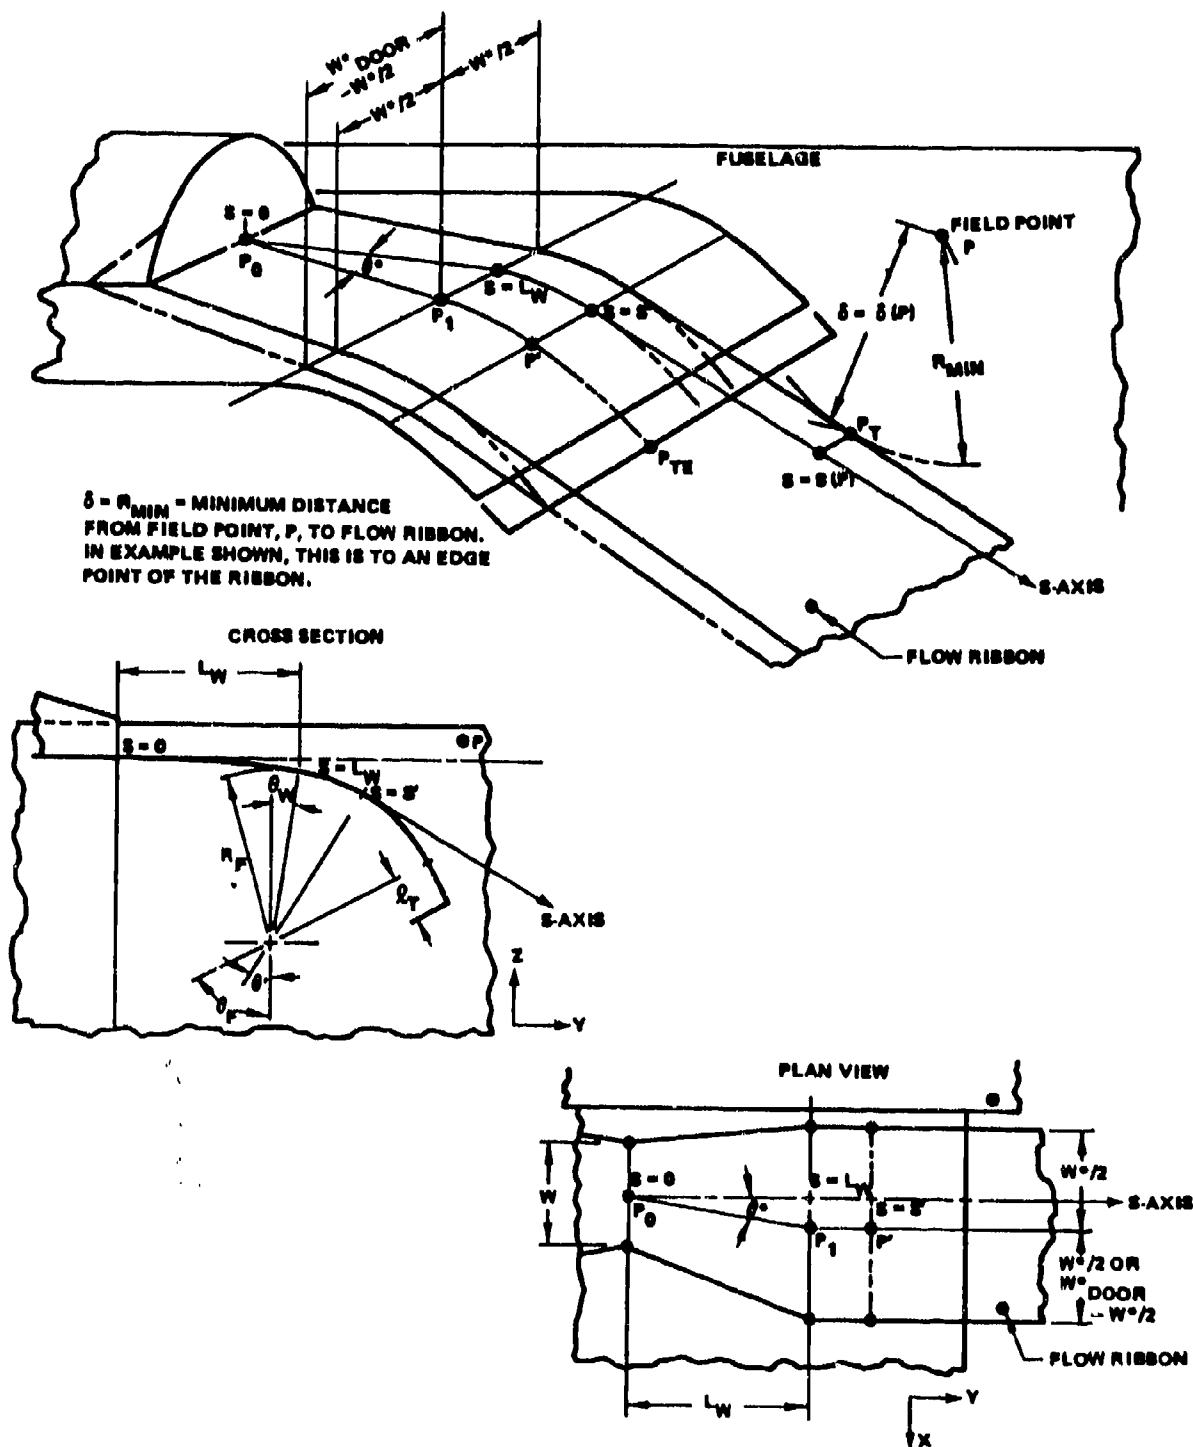 W*DOOR
-W*/2
W*/2
W*/2
FUSELAGE
S = 0
P0
θ*
S = LW
P1
S = S'
P'
PTE
FIELD POINT
P
δ = δ (P)
RMIN
PT
S = S (P)
S-AXIS
FLOW RIBBON
δ = RMIN = MINIMUM DISTANCE
FROM FIELD POINT, P, TO FLOW RIBBON.
IN EXAMPLE SHOWN, THIS IS TO AN EDGE
POINT OF THE RIBBON.
CROSS SECTION
LW
S = 0
P
S = LW
θW
S = S'
RF
ℓT
S-AXIS
θ'
θF
Z
Y
PLAN VIEW
W
S = 0
P0
θ*
S = LW
S = S'
P1
P'
W*/2
S-AXIS
W*/2 OR
W*DOOR
- W*/2
FLOW RIBBON
LW
Y
X